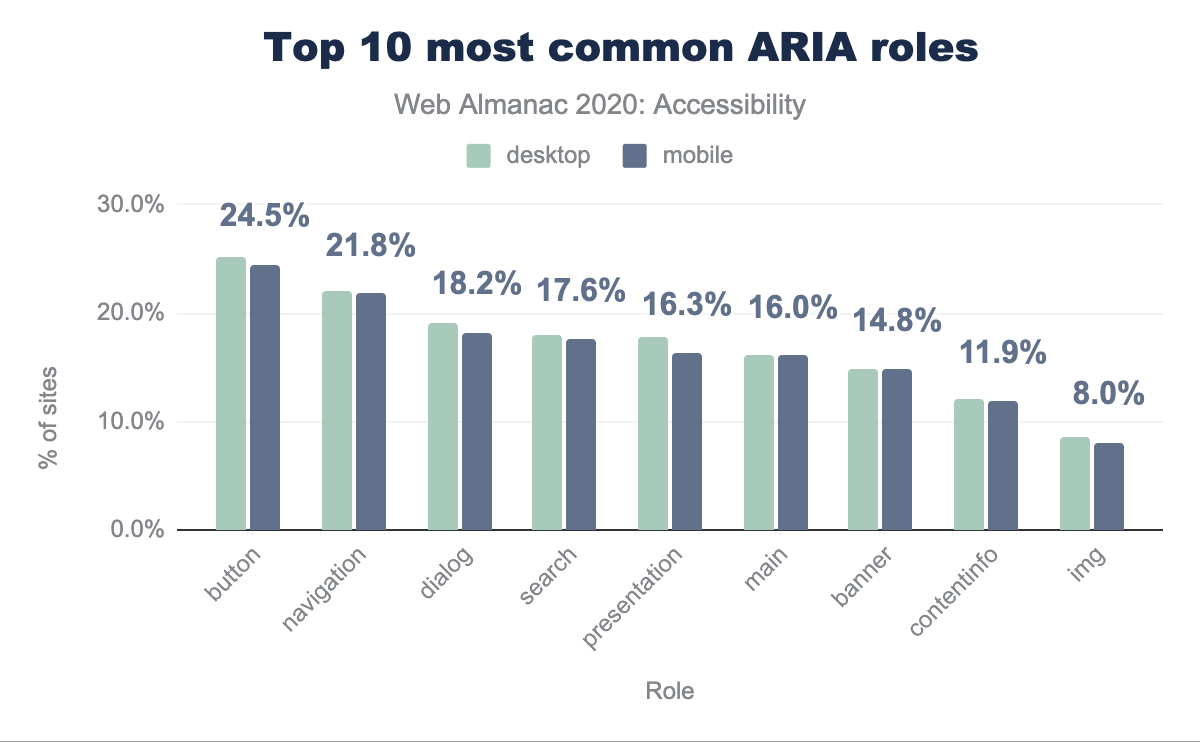 Top 10 most common ARIA roles
Web Almanac 2020: Accessibility
desktop mobile
30.0%
20.0%
10.0%
0.0%
% of sites
24.5%
21.8%
18.2%
17.6%
16.3%
16.0%
14.8%
11.9%
8.0%
button
navigation
dialog
search
presentation
main
banner
contentinfo
img
Role